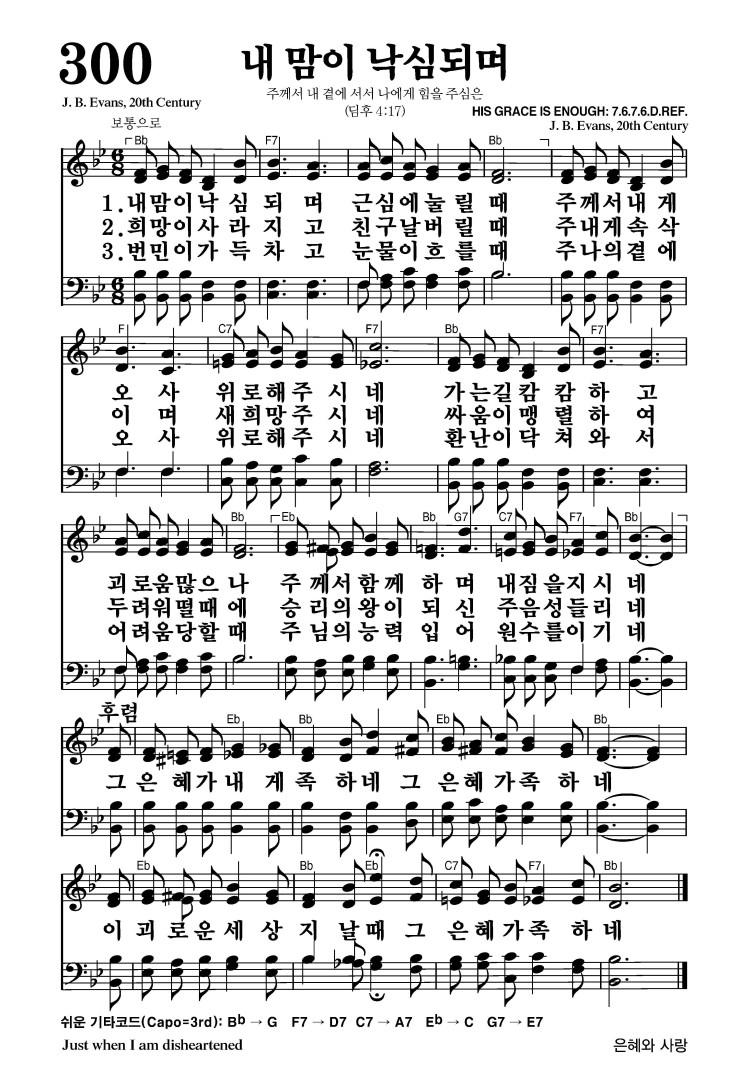 300
내 맘이 낙심되며
주께서 내 곁에 서서 나에게 힘을 주심은
(딤후 4:17)
J. B. Evans, 20th Century
HIS GRACE IS ENOUGH: 7.6.7.6.D.REF.
J. B. Evans, 20th Century
보통으로
Bb F7 Bb
6 8
1.내맘이낙 심 되 며 근심에눌 릴 때 주께서내 게
2.희망이사 라 지 고 친구날버 릴 때 주내게속 삭
3.번민이가 득 차 고 눈물이흐 를 때 주나의곁 에
6 8
F C7 F7 Bb F7
오 사 위로해주 시 네 가는길캄 캄 하 고
이 며 새희망주 시 네 싸움이맹 렬 하 여
오 사 위로해주 시 네 환난이닥 쳐 와 서
Bb Eb Bb G7 C7 F7 Bb
괴로움많으 나 주께서함께 하 며 내짐을지시 네
두려워떨때 에 승리의왕이 되 신 주음성들리 네
어려움당할 때 주님의능력 입 어 원수를이기 네
후렴
Eb Bb Eb Bb
그 은 혜가 내 게 족 하네 그 은혜 가족 하 네
Eb Bb Eb C7 F7 Bb
이 괴 로 운 세 상 지 날때 그 은혜가족 하 네
쉬운 기타코드(Capo=3rd): Bb → G F7 → D7 C7 → A7 Eb → C G7 → E7
Just when I am disheartened
은혜와 사랑